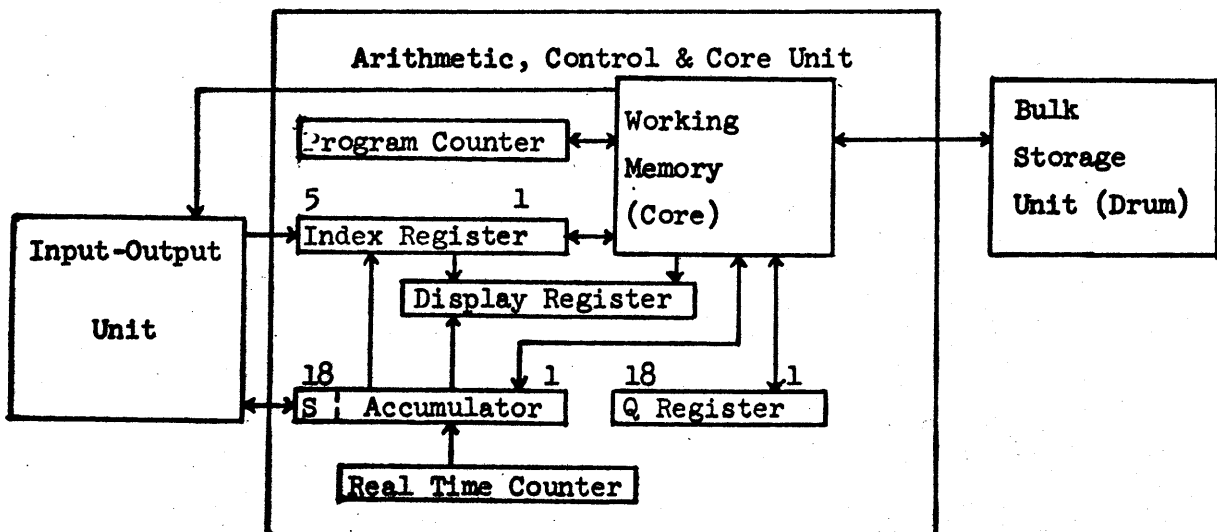 Arithmetic, Control & Core Unit
Program Counter
Working
Memory
(Core)
Bulk
Storage
Unit (Drum)
5 1
Index Register
Input-Output
Unit
Display Register
18 1
S Accumulator
18 1
Q Register
Real Time Counter